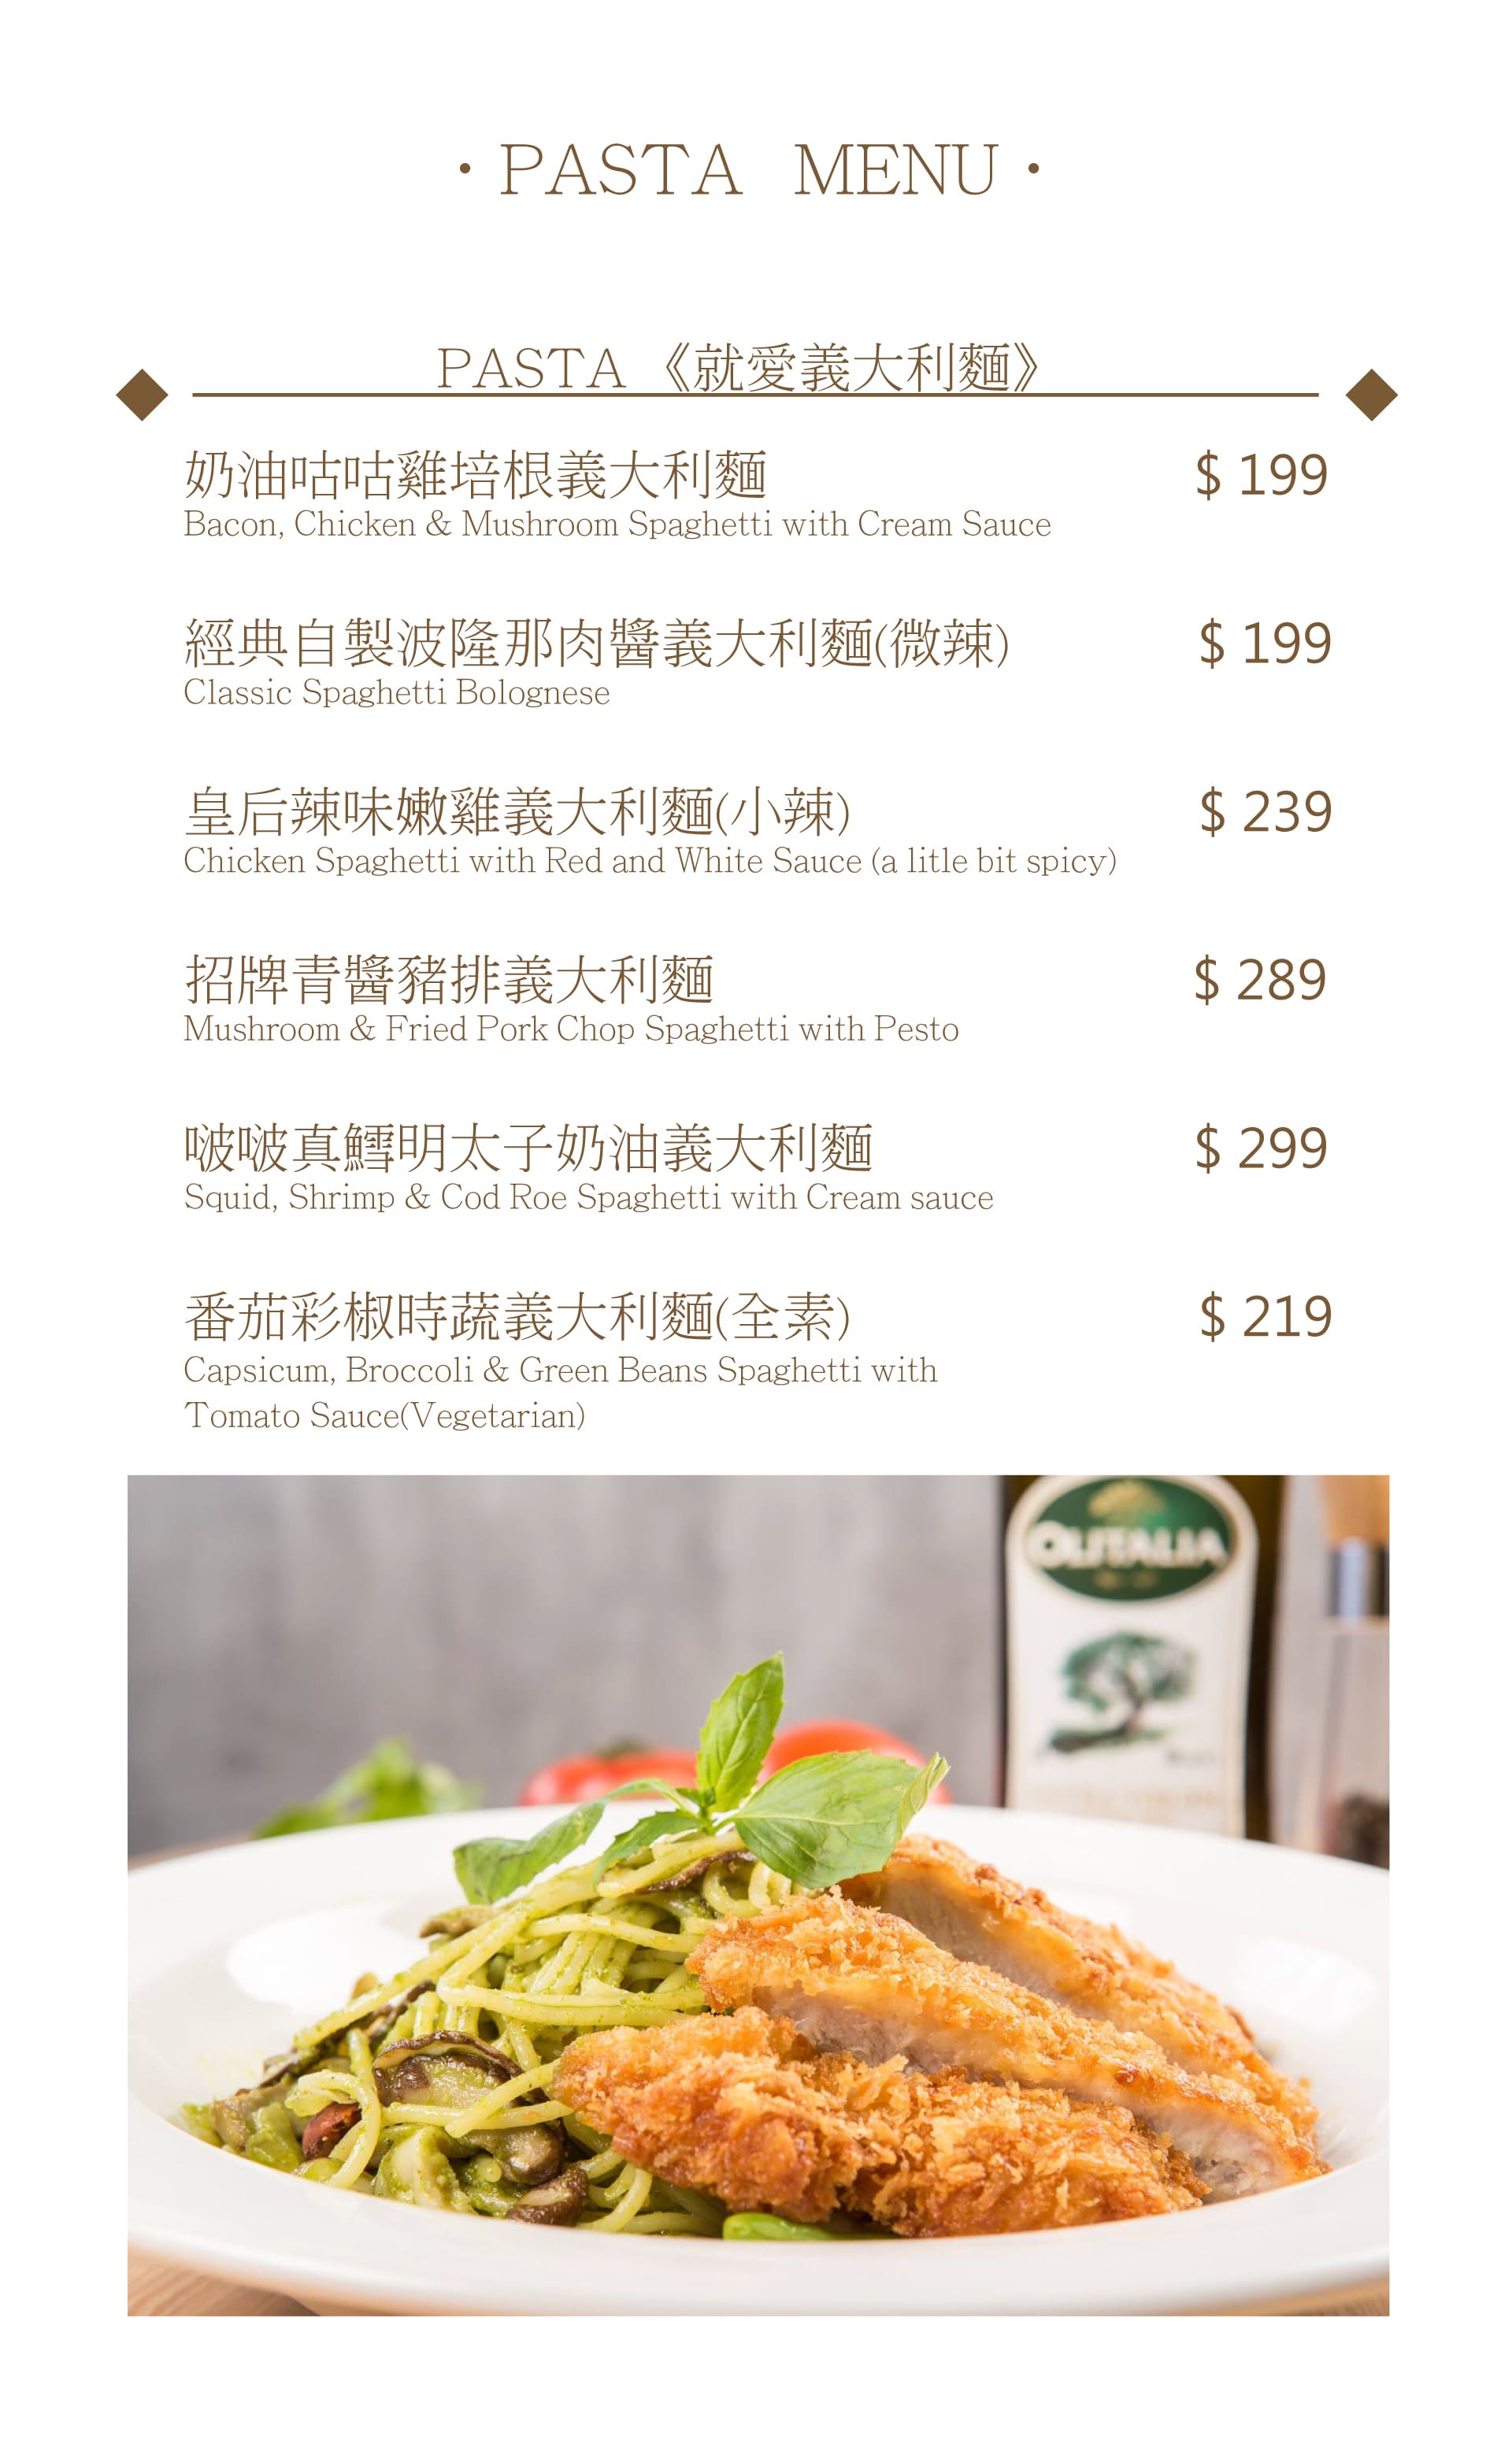 · PASTA MENU ·
PASTA《就愛義大利麵》
奶油咕咕雞培根義大利麵 $ 199
Bacon, Chicken & Mushroom Spaghetti with Cream Sauce
經典自製波隆那肉醬義大利麵(微辣) $ 199
Classic Spaghetti Bolognese
皇后辣味嫩雞義大利麵(小辣) $ 239
Chicken Spaghetti with Red and White Sauce (a litle bit spicy)
招牌青醬豬排義大利麵 $ 289
Mushroom & Fried Pork Chop Spaghetti with Pesto
啵啵真鱈明太子奶油義大利麵 $ 299
Squid, Shrimp & Cod Roe Spaghetti with Cream sauce
番茄彩椒時蔬義大利麵(全素) $ 219
Capsicum, Broccoli & Green Beans Spaghetti with
Tomato Sauce(Vegetarian)
OLITALIA